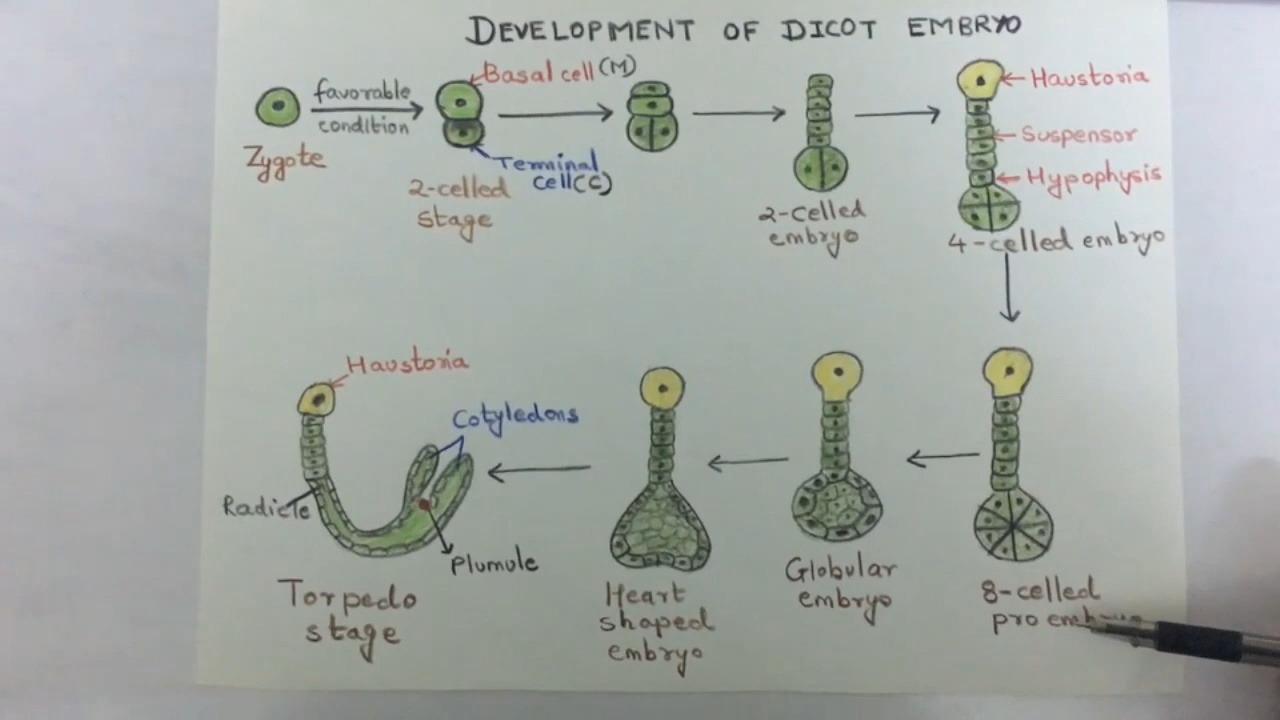 DEVELOPMENT OF DICOT EMBRYO
Basal cell (M)
favorable
condition
Zygote
Terminal
cell(C)
2-celled
stage
2-celled
embryo
Haustoria
Suspensor
Hypophysis
4-celled embryo
Haustoria
Cotyledons
Radicle
Plumule
Torpedo
stage
Heart
shaped
embryo
Globular
embryo
8-celled
pro